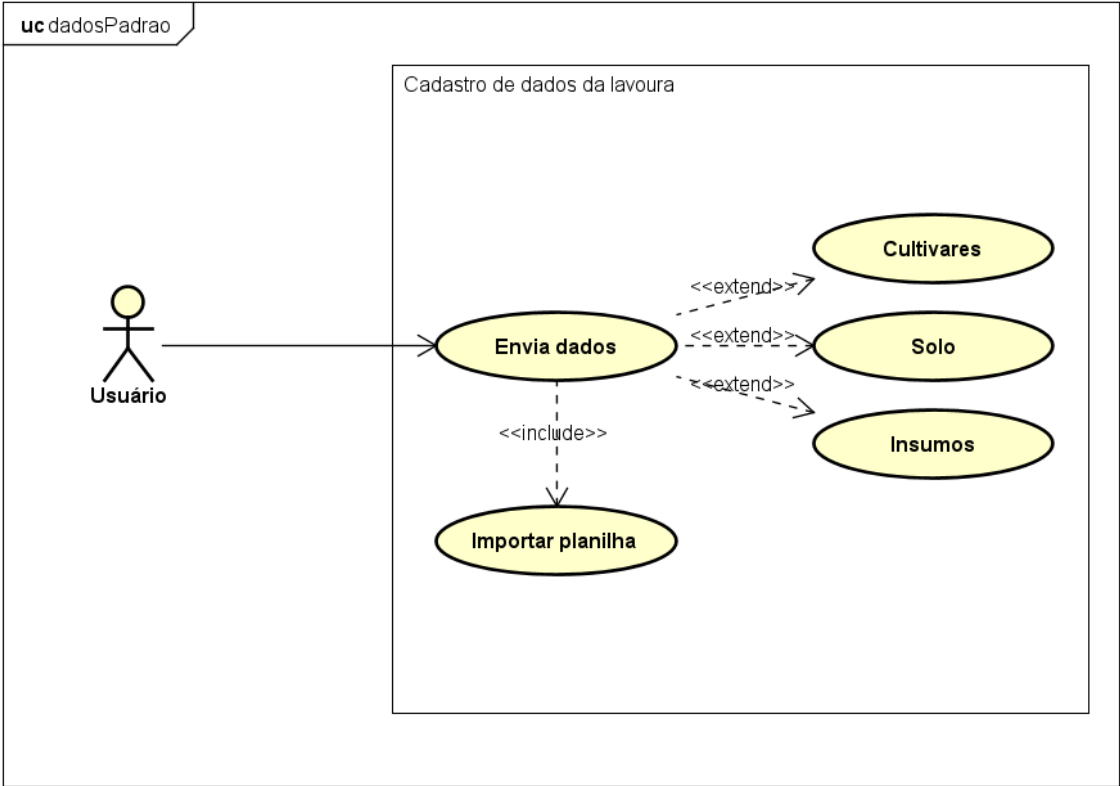 uc dadosPadrao
Cadastro de dados da lavoura
Cultivares
<<extend>>
<<extend>>
Envia dados
Solo
<<extend>>
Usuário
<<include>>
Insumos
Importar planilha